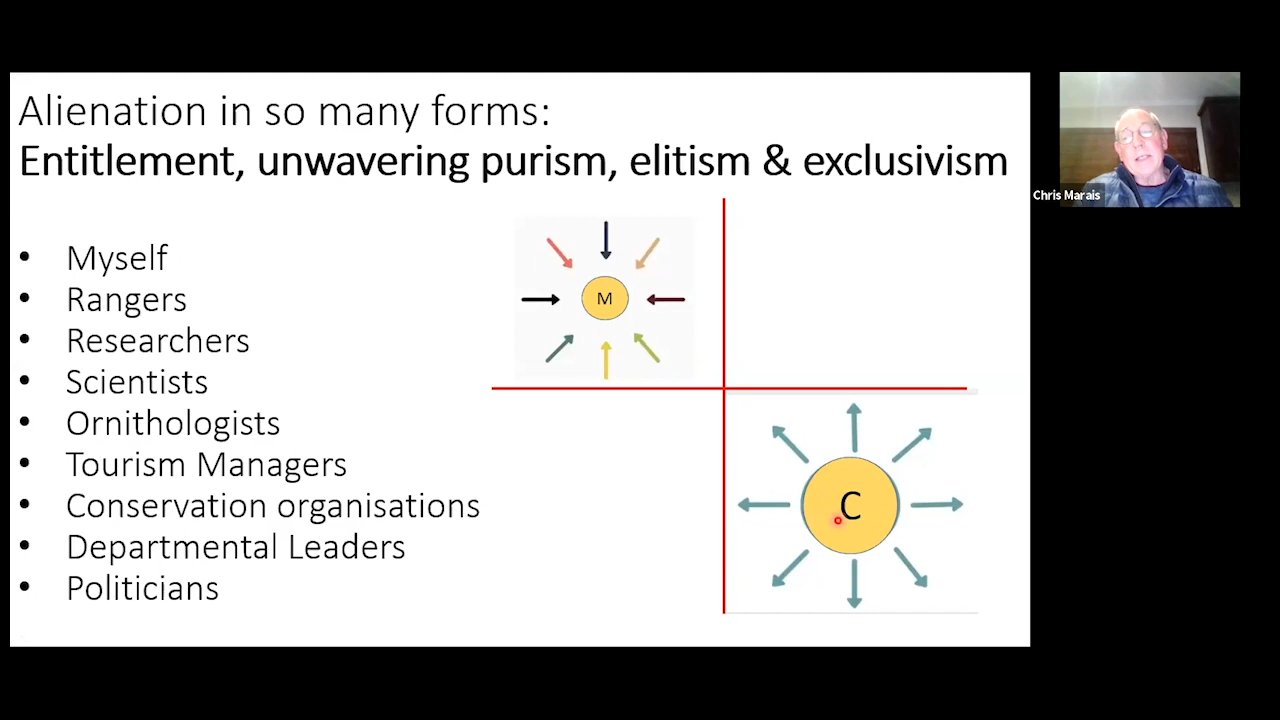 Alienation in so many forms:
Entitlement, unwavering purism, elitism & exclusivism
• Myself
• Rangers
• Researchers
• Scientists
• Ornithologists
• Tourism Managers
• Conservation organisations
• Departmental Leaders
• Politicians
M
C
Chris Marais